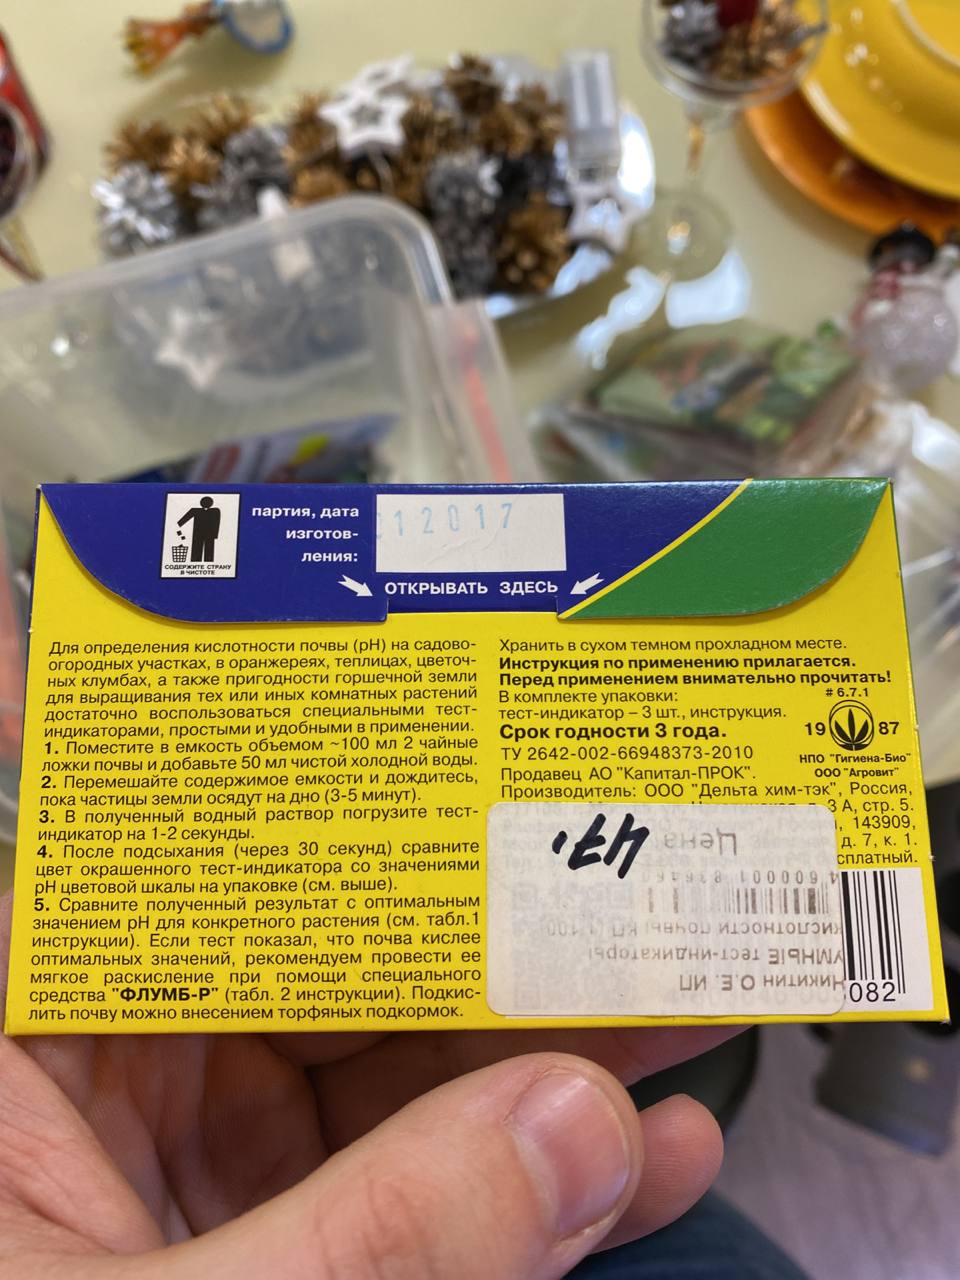 партия, дата
изготов-
ления:
012017
СОДЕРЖИТЕ СТРАНУ
В ЧИСТОТЕ
ОТКРЫВАТЬ ЗДЕСЬ
Для определения кислотности почвы (pH) на садово-
огородных участках, в оранжереях, теплицах, цветоч-
ных клумбах, а также пригодности горшечной земли
для выращивания тех или иных комнатных растений
достаточно воспользоваться специальными тест-
индикаторами, простыми и удобными в применении.
1. Поместите в емкость объемом ~100 мл 2 чайные
ложки почвы и добавьте 50 мл чистой холодной воды.
2. Перемешайте содержимое емкости и дождитесь,
пока частицы земли осядут на дно (3-5 минут).
3. В полученный водный раствор погрузите тест-
индикатор на 1-2 секунды.
4. После подсыхания (через 30 секунд) сравните
цвет окрашенного тест-индикатора со значениями
pH цветовой шкалы на упаковке (см. выше).
5. Сравните полученный результат с оптимальным
значением pH для конкретного растения (см. табл.1
инструкции). Если тест показал, что почва кислее
оптимальных значений, рекомендуем провести ее
мягкое раскисление при помощи специального
средства "ФЛУМБ-Р" (табл. 2 инструкции). Подкис-
лить почву можно внесением торфяных подкормок.
Хранить в сухом темном прохладном месте.
Инструкция по применению прилагается.
Перед применением внимательно прочитать!
В комплекте упаковки:
тест-индикатор – 3 шт., инструкция.
Срок годности 3 года.
ТУ 2642-002-66948373-2010
Продавец АО "Капитал-ПРОК".
Производитель: ООО "Дельта хим-тэк", Россия,
# 6.7.1
19 87
НПО "Гигиена-Био"
ООО "Агровит"
3 А, стр. 5.
143909,
д. 7, к. 1.
сплатный.
082
Никитин О.Е. ИП
УМНЫЕ тест-индикаторы
кислотности почвы
Цена
47,